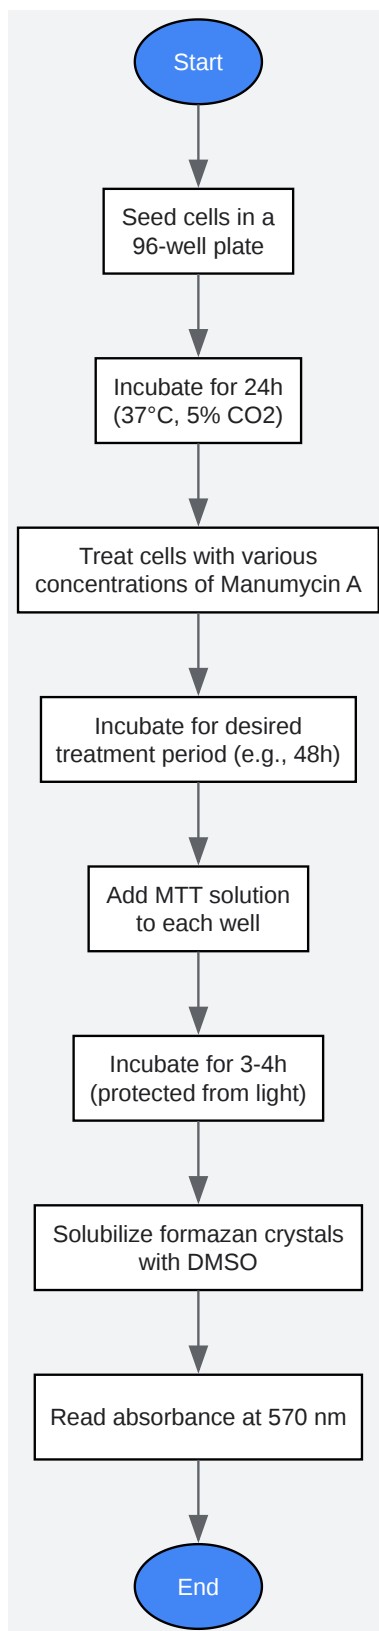 Start
Seed cells in a
96-well plate
Incubate for 24h
(37°C, 5% CO2)
Treat cells with various
concentrations of Manumycin A
Incubate for desired
treatment period (e.g., 48h)
Add MTT solution
to each well
Incubate for 3-4h
(protected from light)
Solubilize formazan crystals
with DMSO
Read absorbance at 570 nm
End